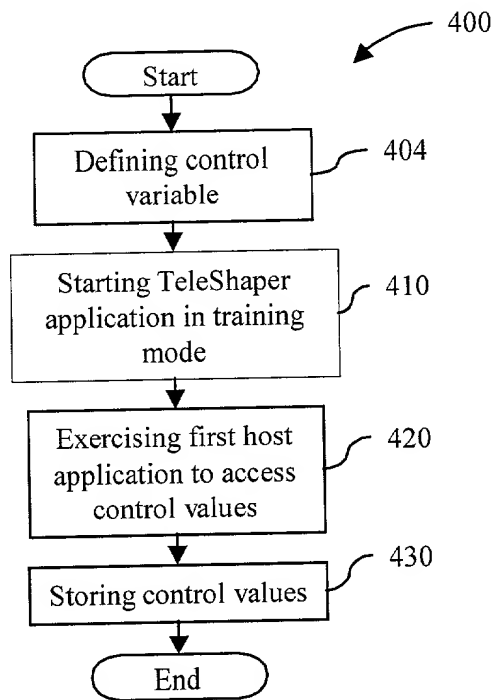 400
Start
Defining control
variable
404
Starting TeleShaper
application in training
mode
410
Exercising first host
application to access
control values
420
Storing control values
430
End